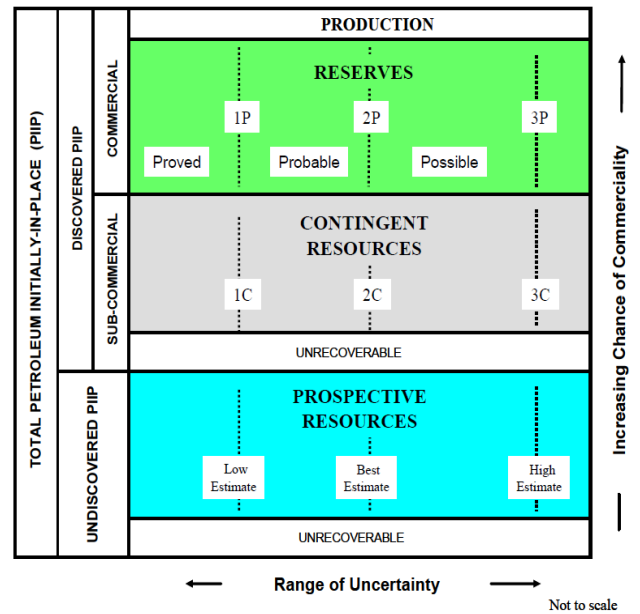 TOTAL PETROLEUM INITIALLY-IN-PLACE (PIIP)
DISCOVERED PIIP
UNDISCOVERED PIIP
COMMERCIAL
SUB-COMMERCIAL
PRODUCTION
RESERVES
1P 2P 3P
Proved Probable Possible
CONTINGENT
RESOURCES
1C 2C 3C
UNRECOVERABLE
PROSPECTIVE
RESOURCES
Low Best High
Estimate Estimate Estimate
UNRECOVERABLE
Increasing Chance of Commerciality
Range of Uncertainty
Not to scale